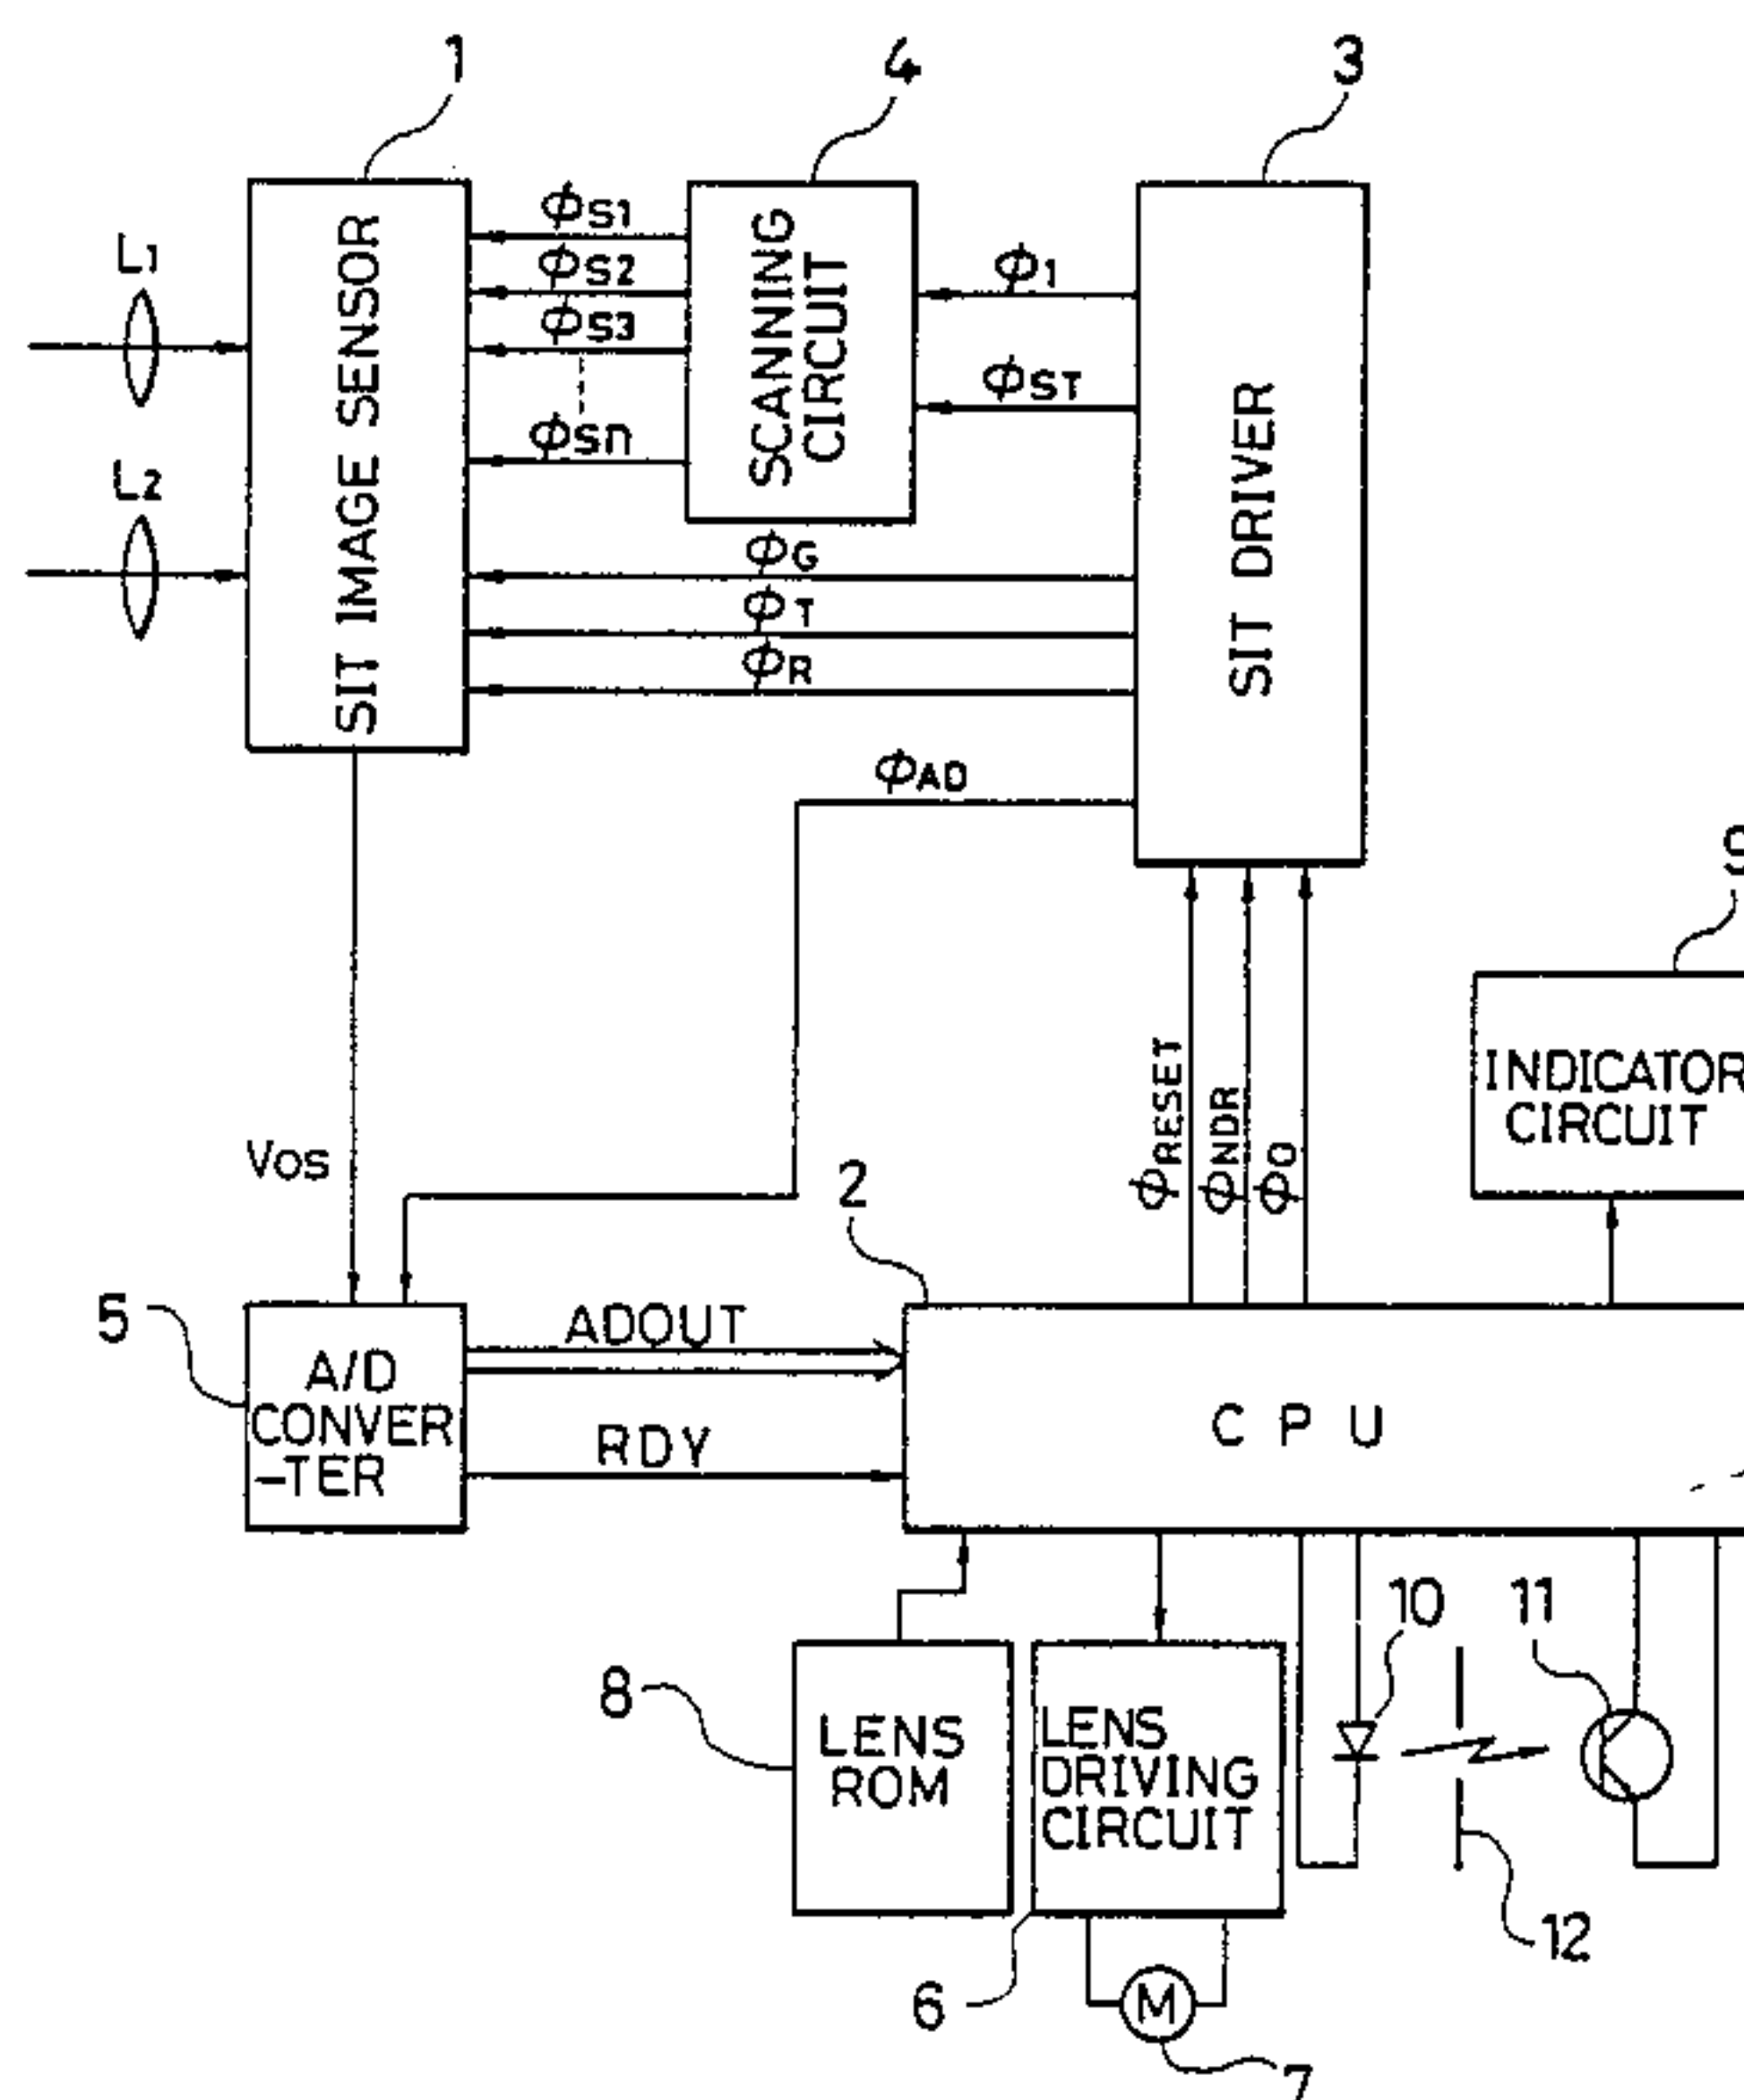 1
4
3
L1
L2
SIT IMAGE SENSOR
ϕS1
ϕS2
ϕS3
ϕSn
SCANNING
CIRCUIT
ϕ1
ϕST
SIT DRIVER
ϕG
ϕT
ϕR
ϕAD
9
INDICATOR
CIRCUIT
ϕRESET
ϕNDR
ϕO
VOS
2
5
A/D
CONVER
-TER
ADOUT
RDY
CPU
8
LENS
ROM
LENS
DRIVING
CIRCUIT
10
11
12
6
M
7